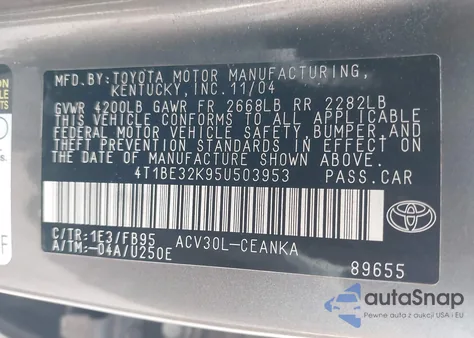 MFD.BY:TOYOTA MOTOR MANUFACTURING,
KENTUCKY, INC. 11/04
GVWR 4200LB GAWR FR 2668LB RR 2282LB
THIS VEHICLE CONFORMS TO ALL APPLICABLE
FEDERAL MOTOR VEHICLE SAFETY,BUMPER,AND
THEFT PREVENTION STANDARDS IN EFFECT ON
THE DATE OF MANUFACTURE SHOWN ABOVE.
4T1BE32K95U503953 PASS.CAR
C/TR:1E3/FB95 ACV30L-CEANKA
A/TM:-04A/U250E
TOYOTA
89655
autaSnap
Pewne auta z aukcji USA i EU